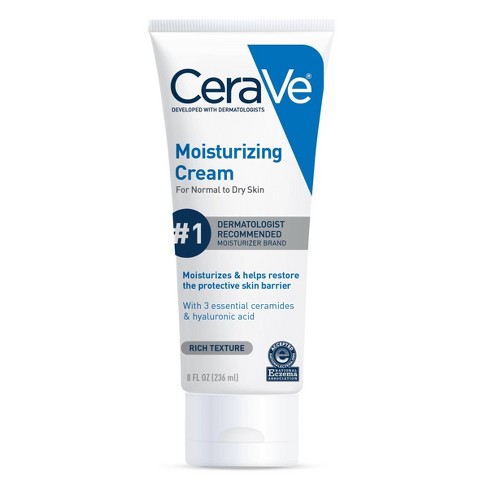 CeraVe®
DEVELOPED WITH DERMATOLOGISTS
Moisturizing
Cream
For Normal to Dry Skin
#1
DERMATOLOGIST
RECOMMENDED
MOISTURIZER BRAND
Moisturizes & helps restore
the protective skin barrier
With 3 essential ceramides
& hyaluronic acid
RICH TEXTURE
8 FL OZ (236 ml)
ACCEPTED
e
NATIONAL
Eczema
ASSOCIATION